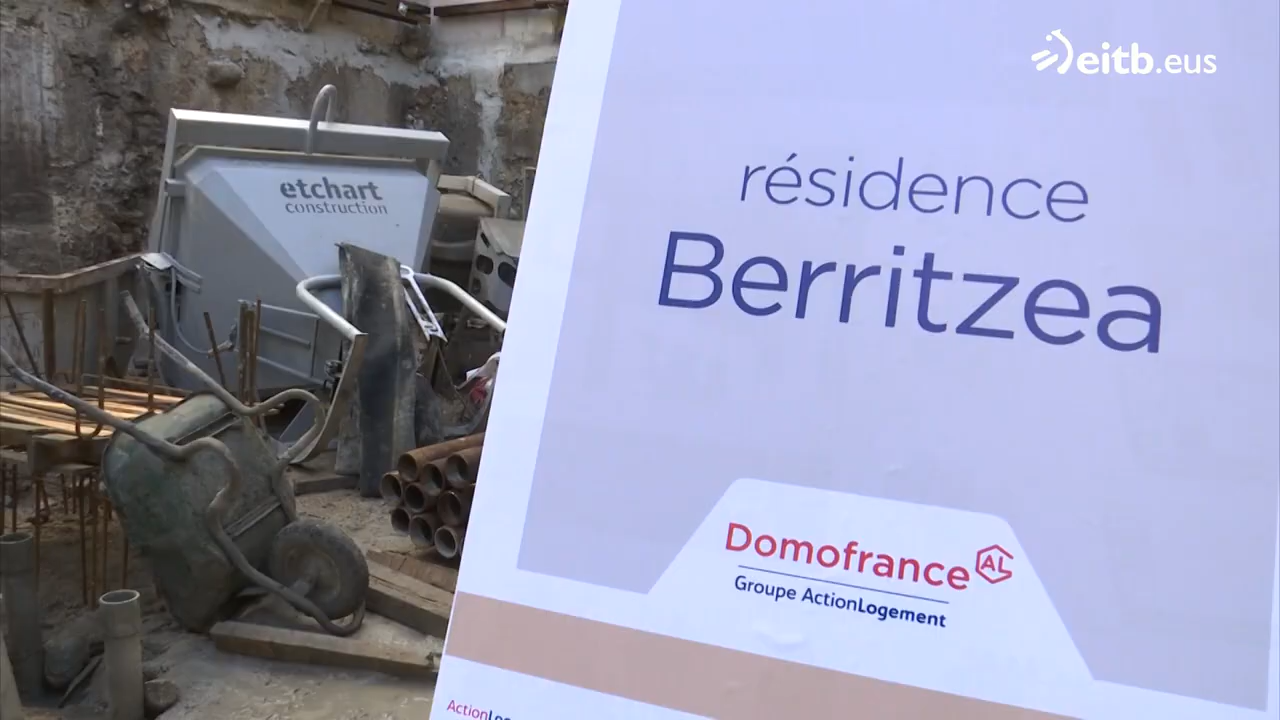 eitb.eus
etchart
construction
résidence
Berritzea
Domofrance AL
Groupe ActionLogement